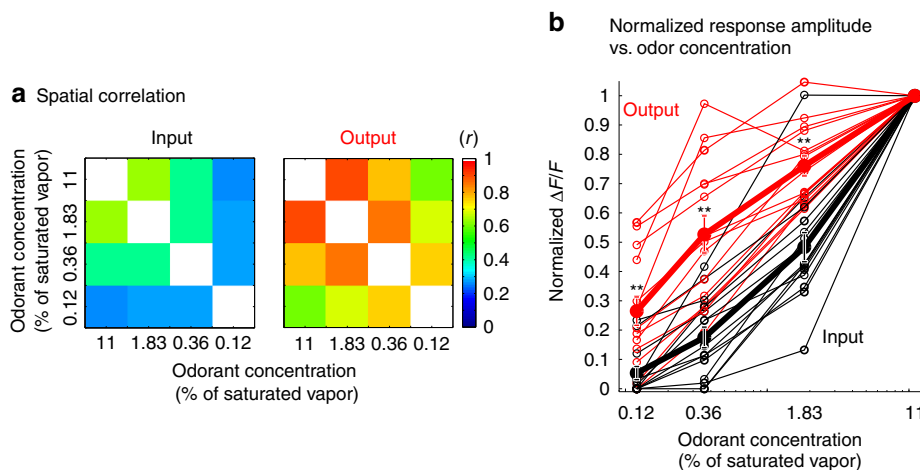 a Spatial correlation
Input
Output
(r)
Odorant concentration
(% of saturated vapor)
11
1.83
0.36
0.12
11 1.83 0.36 0.12
11 1.83 0.36 0.12
1
0.8
0.6
0.4
0.2
0
Odorant concentration
(% of saturated vapor)
b Normalized response amplitude
vs. odor concentration
Normalized ΔF/F
1
0.9
0.8
0.7
0.6
0.5
0.4
0.3
0.2
0.1
0
Output
**
**
**
Input
0.12 0.36 1.83 11
Odorant concentration
(% of saturated vapor)